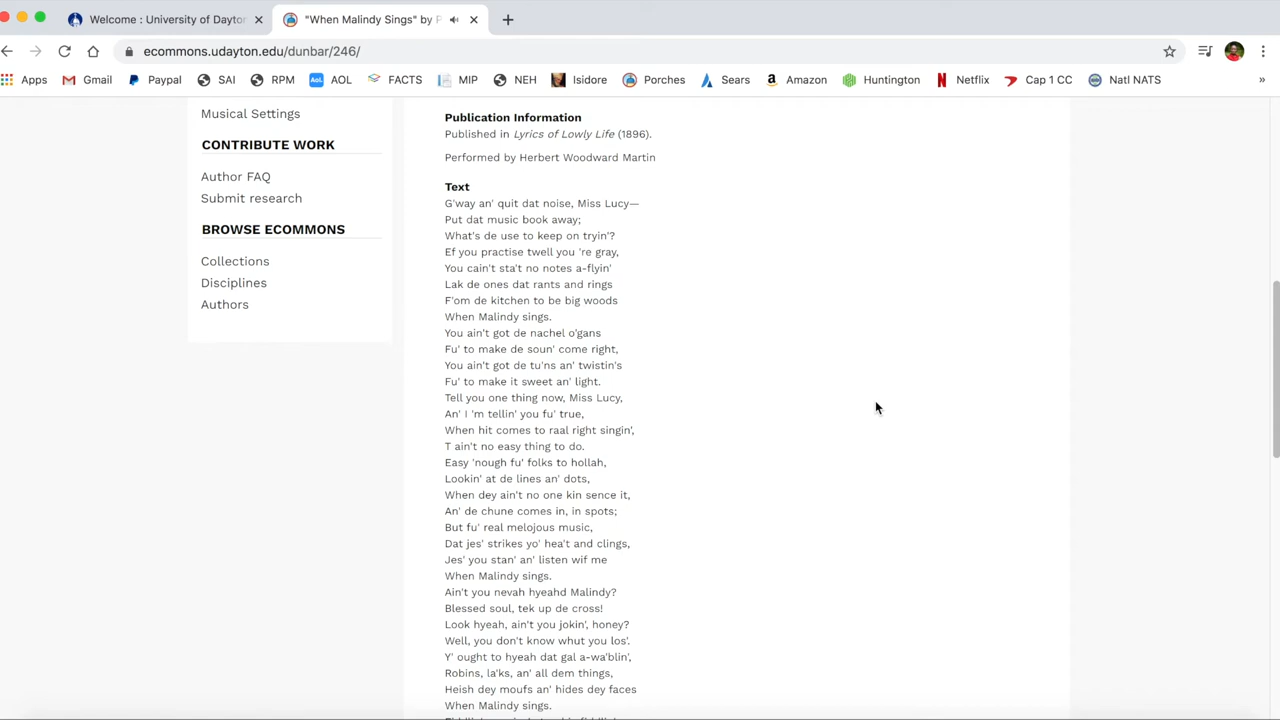 Welcome : University of Dayton
"When Malindy Sings" by P
ecommons.udayton.edu/dunbar/246/
Apps Gmail Paypal SAI RPM AOL FACTS MIP NEH Isidore Porches Sears Amazon Huntington Netflix Cap 1 CC Natl NATS »
Musical Settings
CONTRIBUTE WORK
Author FAQ
Submit research
BROWSE ECOMMONS
Collections
Disciplines
Authors
Publication Information
Published in Lyrics of Lowly Life (1896).
Performed by Herbert Woodward Martin
Text
G'way an' quit dat noise, Miss Lucy—
Put dat music book away;
What's de use to keep on tryin'?
Ef you practise twell you 're gray,
You cain't sta't no notes a-flyin'
Lak de ones dat rants and rings
F'om de kitchen to be big woods
When Malindy sings.
You ain't got de nachel o'gans
Fu' to make de soun' come right,
You ain't got de tu'ns an' twistin's
Fu' to make it sweet an' light.
Tell you one thing now, Miss Lucy,
An' I 'm tellin' you fu' true,
When hit comes to raal right singin',
T ain't no easy thing to do.
Easy 'nough fu' folks to hollah,
Lookin' at de lines an' dots,
When dey ain't no one kin sence it,
An' de chune comes in, in spots;
But fu' real melojous music,
Dat jes' strikes yo' hea't and clings,
Jes' you stan' an' listen wif me
When Malindy sings.
Ain't you nevah hyeahd Malindy?
Blessed soul, tek up de cross!
Look hyeah, ain't you jokin', honey?
Well, you don't know whut you los'.
Y' ought to hyeah dat gal a-wa'blin',
Robins, la'ks, an' all dem things,
Heish dey moufs an' hides dey faces
When Malindy sings.